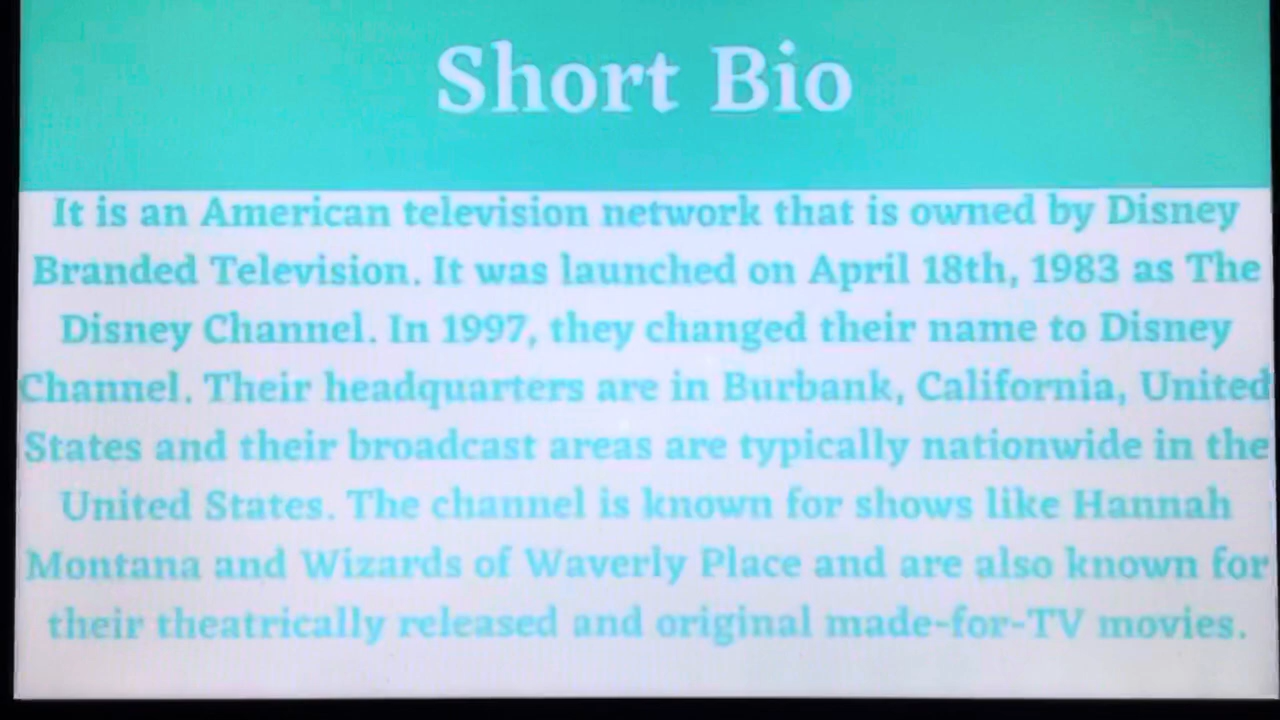 Short Bio
It is an American television network that is owned by Disney
Branded Television. It was launched on April 18th, 1983 as The
Disney Channel. In 1997, they changed their name to Disney
Channel. Their headquarters are in Burbank, California, United
States and their broadcast areas are typically nationwide in the
United States. The channel is known for shows like Hannah
Montana and Wizards of Waverly Place and are also known for
their theatrically released and original made-for-TV movies.